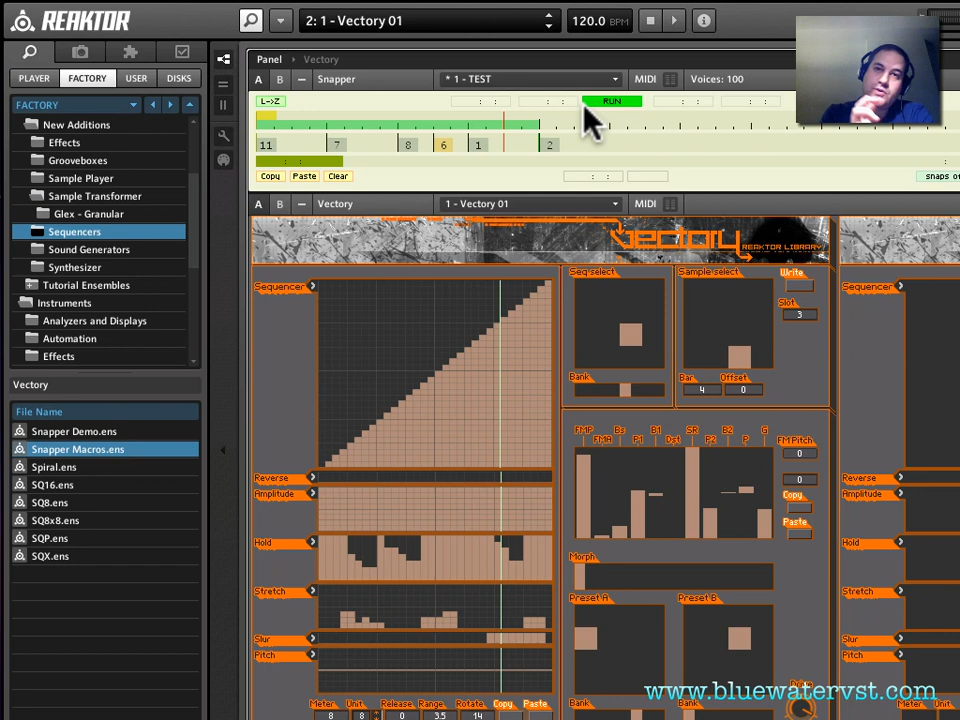 REAKTOR
2: 1 - Vectory 01
120.0 BPM
PLAYER FACTORY USER DISKS
FACTORY
New Additions
Effects
Grooveboxes
Sample Player
Sample Transformer
Glex - Granular
Sequencers
Sound Generators
Synthesizer
Tutorial Ensembles
Instruments
Analyzers and Displays
Automation
Effects
Vectory
File Name
Snapper Demo.ens
Snapper Macros.ens
Spiral.ens
SQ16.ens
SQ8.ens
SQ8x8.ens
SQP.ens
SQX.ens
Panel Vectory
A B Snapper * 1 - TEST MIDI Voices: 100
L->Z RUN
11 7 8 6 1 2
Copy Paste Clear snaps of
A B Vectory 1 - Vectory 01 MIDI
Vectory REAKTOR LIBRARY
Sequencer
Reverse
Amplitude
Hold
Stretch
Slur
Pitch
Meter Unit Release Range Rotate Copy Paste
8 8 0 3.5 14
Seq select Sample select Write
Slot
3
Bank Bar Offset
4 0
FMP FMA Bs P1 B1 Dst SR P2 B2 P G FM Pitch
0
0
Copy
Paste
Morph
Preset A Preset B
Bank Bank
Sequencer
Reverse
Amplitude
Hold
Stretch
Slur
Pitch
Meter Un
www.bluewatervst.com